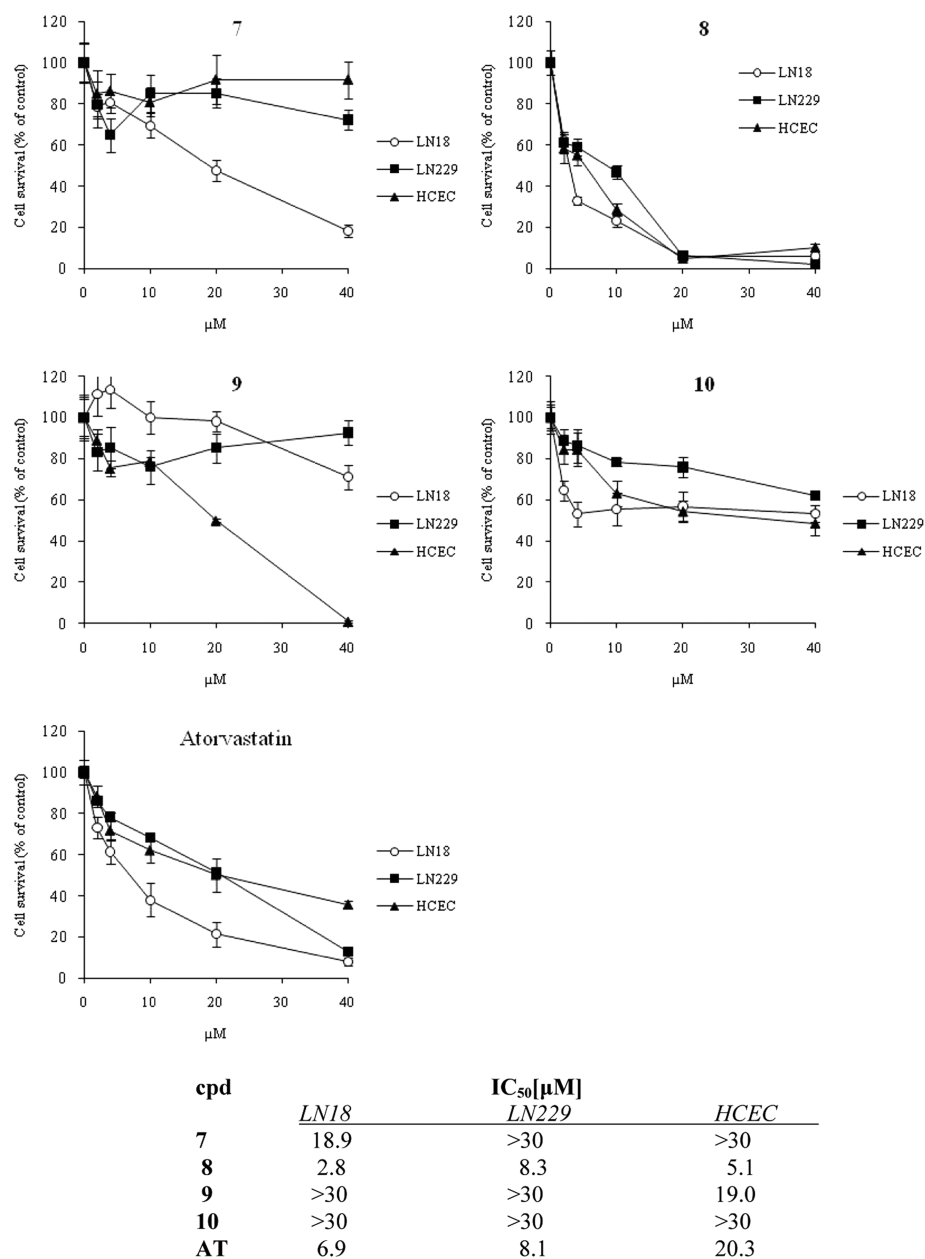 7
Cell survival (% of control)
120
100
80
60
40
20
0
0 10 20 30 40
µM
LN18
LN229
HCEC
8
Cell survival (% of control)
120
100
80
60
40
20
0
0 10 20 30 40
µM
LN18
LN229
HCEC
9
Cell survival (% of control)
120
100
80
60
40
20
0
0 10 20 30 40
µM
LN18
LN229
HCEC
10
Cell survival (% of control)
120
100
80
60
40
20
0
0 10 20 30 40
µM
LN18
LN229
HCEC
Atorvastatin
Cell survival (% of control)
120
100
80
60
40
20
0
0 10 20 30 40
µM
LN18
LN229
HCEC
cpd IC50[µM]
LN18 LN229 HCEC
7 18.9 >30 >30
8 2.8 8.3 5.1
9 >30 >30 19.0
10 >30 >30 >30
AT 6.9 8.1 20.3